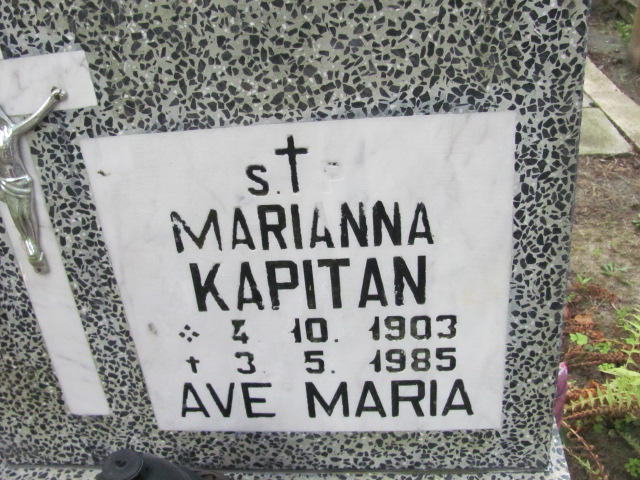 S. † P
MARIANNA
KAPITAN
4 10. 1903
† 3 5. 1985
AVE MARIA